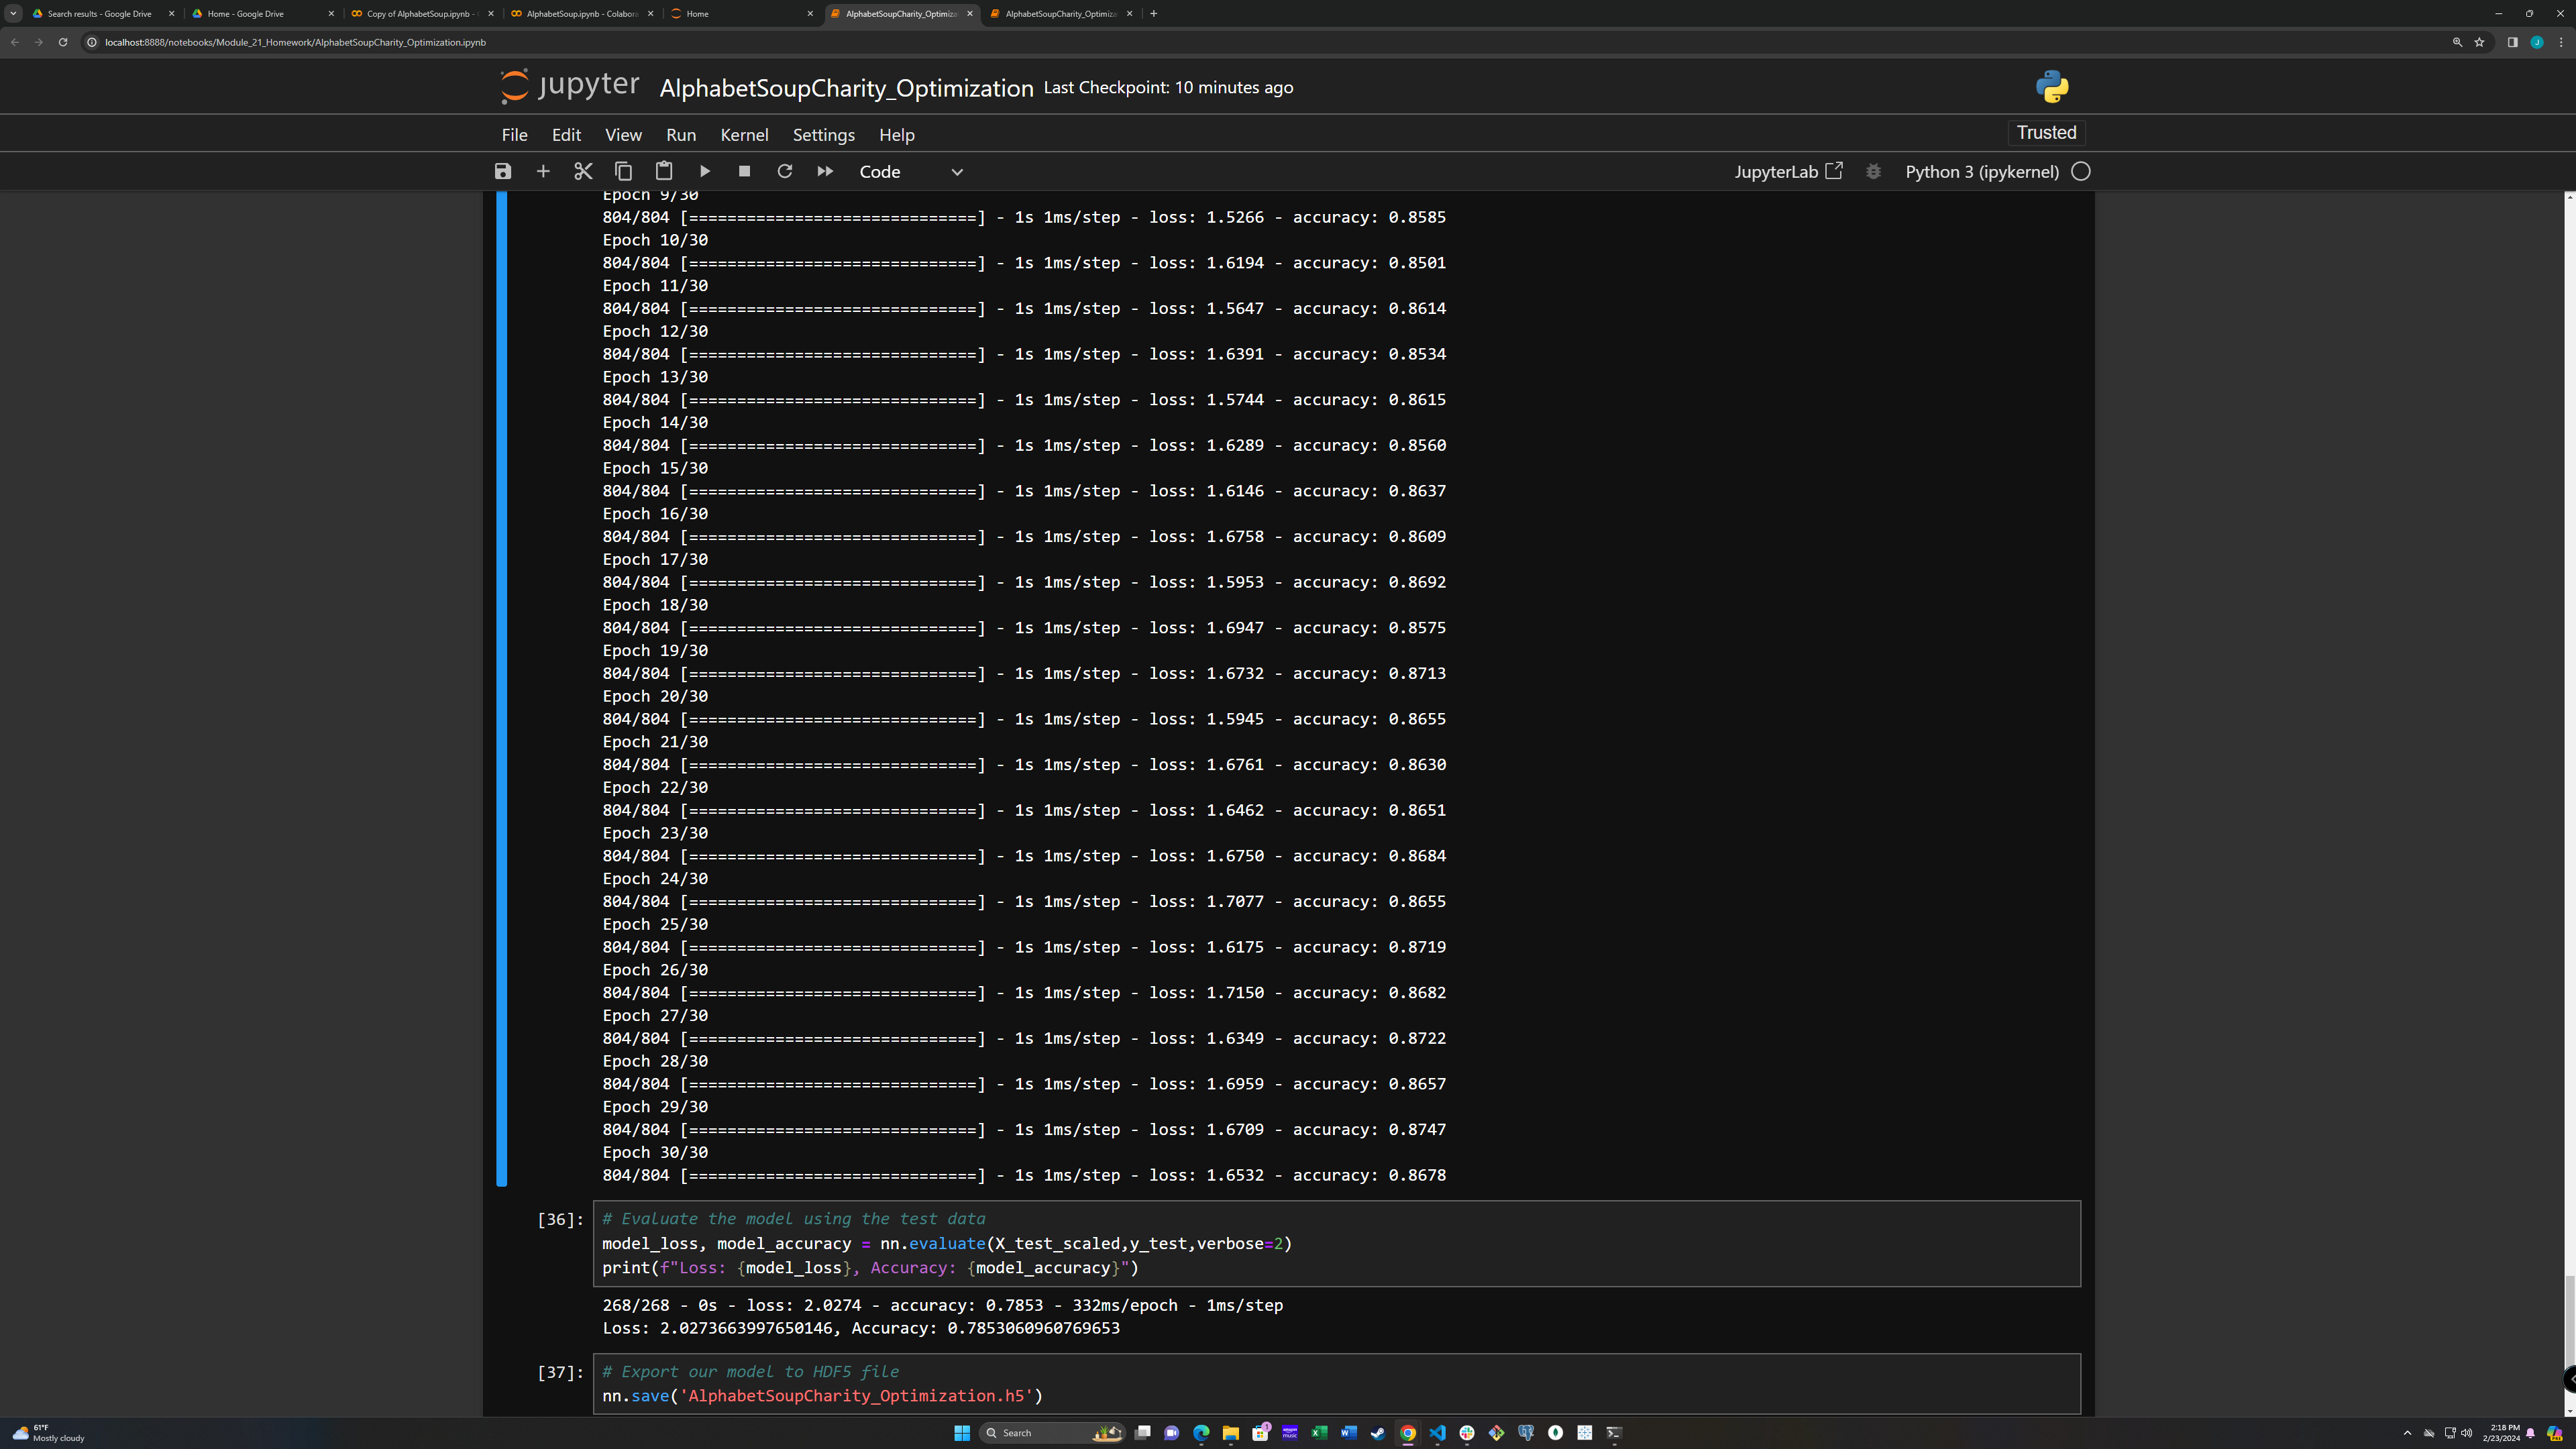 Search results - Google Drive
Home - Google Drive
Copy of AlphabetSoup.ipynb -
AlphabetSoup.ipynb - Colabora
Home
AlphabetSoupCharity_Optimiza
AlphabetSoupCharity_Optimiza
localhost:8888/notebooks/Module_21_Homework/AlphabetSoupCharity_Optimization.ipynb
J
jupyter AlphabetSoupCharity_Optimization Last Checkpoint: 10 minutes ago
File Edit View Run Kernel Settings Help Trusted
Code JupyterLab Python 3 (ipykernel)
Epoch 9/30
804/804 [==============================] - 1s 1ms/step - loss: 1.5266 - accuracy: 0.8585
Epoch 10/30
804/804 [==============================] - 1s 1ms/step - loss: 1.6194 - accuracy: 0.8501
Epoch 11/30
804/804 [==============================] - 1s 1ms/step - loss: 1.5647 - accuracy: 0.8614
Epoch 12/30
804/804 [==============================] - 1s 1ms/step - loss: 1.6391 - accuracy: 0.8534
Epoch 13/30
804/804 [==============================] - 1s 1ms/step - loss: 1.5744 - accuracy: 0.8615
Epoch 14/30
804/804 [==============================] - 1s 1ms/step - loss: 1.6289 - accuracy: 0.8560
Epoch 15/30
804/804 [==============================] - 1s 1ms/step - loss: 1.6146 - accuracy: 0.8637
Epoch 16/30
804/804 [==============================] - 1s 1ms/step - loss: 1.6758 - accuracy: 0.8609
Epoch 17/30
804/804 [==============================] - 1s 1ms/step - loss: 1.5953 - accuracy: 0.8692
Epoch 18/30
804/804 [==============================] - 1s 1ms/step - loss: 1.6947 - accuracy: 0.8575
Epoch 19/30
804/804 [==============================] - 1s 1ms/step - loss: 1.6732 - accuracy: 0.8713
Epoch 20/30
804/804 [==============================] - 1s 1ms/step - loss: 1.5945 - accuracy: 0.8655
Epoch 21/30
804/804 [==============================] - 1s 1ms/step - loss: 1.6761 - accuracy: 0.8630
Epoch 22/30
804/804 [==============================] - 1s 1ms/step - loss: 1.6462 - accuracy: 0.8651
Epoch 23/30
804/804 [==============================] - 1s 1ms/step - loss: 1.6750 - accuracy: 0.8684
Epoch 24/30
804/804 [==============================] - 1s 1ms/step - loss: 1.7077 - accuracy: 0.8655
Epoch 25/30
804/804 [==============================] - 1s 1ms/step - loss: 1.6175 - accuracy: 0.8719
Epoch 26/30
804/804 [==============================] - 1s 1ms/step - loss: 1.7150 - accuracy: 0.8682
Epoch 27/30
804/804 [==============================] - 1s 1ms/step - loss: 1.6349 - accuracy: 0.8722
Epoch 28/30
804/804 [==============================] - 1s 1ms/step - loss: 1.6959 - accuracy: 0.8657
Epoch 29/30
804/804 [==============================] - 1s 1ms/step - loss: 1.6709 - accuracy: 0.8747
Epoch 30/30
804/804 [==============================] - 1s 1ms/step - loss: 1.6532 - accuracy: 0.8678
[36]: # Evaluate the model using the test data
model_loss, model_accuracy = nn.evaluate(X_test_scaled,y_test,verbose=2)
print(f"Loss: {model_loss}, Accuracy: {model_accuracy}")
268/268 - 0s - loss: 2.0274 - accuracy: 0.7853 - 332ms/epoch - 1ms/step
Loss: 2.0273663997650146, Accuracy: 0.7853060960769653
[37]: # Export our model to HDF5 file
nn.save('AlphabetSoupCharity_Optimization.h5')
61°F
Mostly cloudy
Search
2:18 PM
2/23/2024